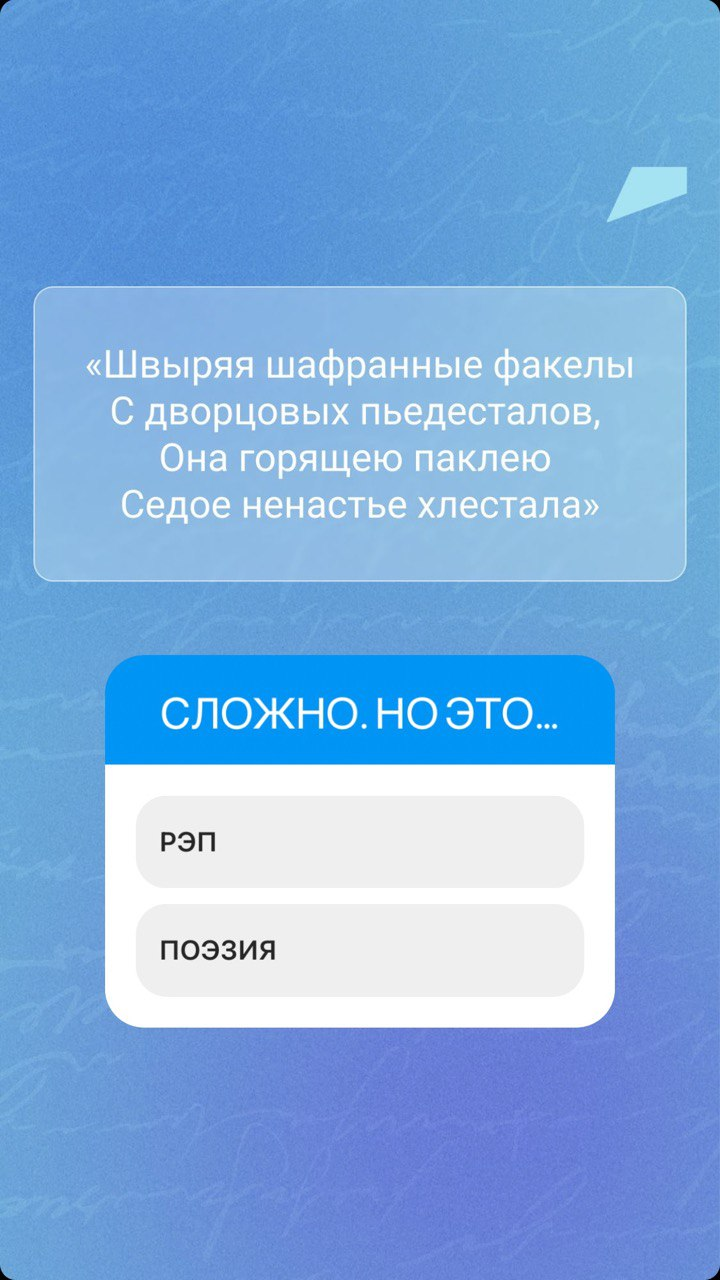 «Швыряя шафранные факелы
С дворцовых пьедесталов,
Она горящею паклею
Седое ненастье хлестала»
СЛОЖНО. НО ЭТО...
РЭП
ПОЭЗИЯ